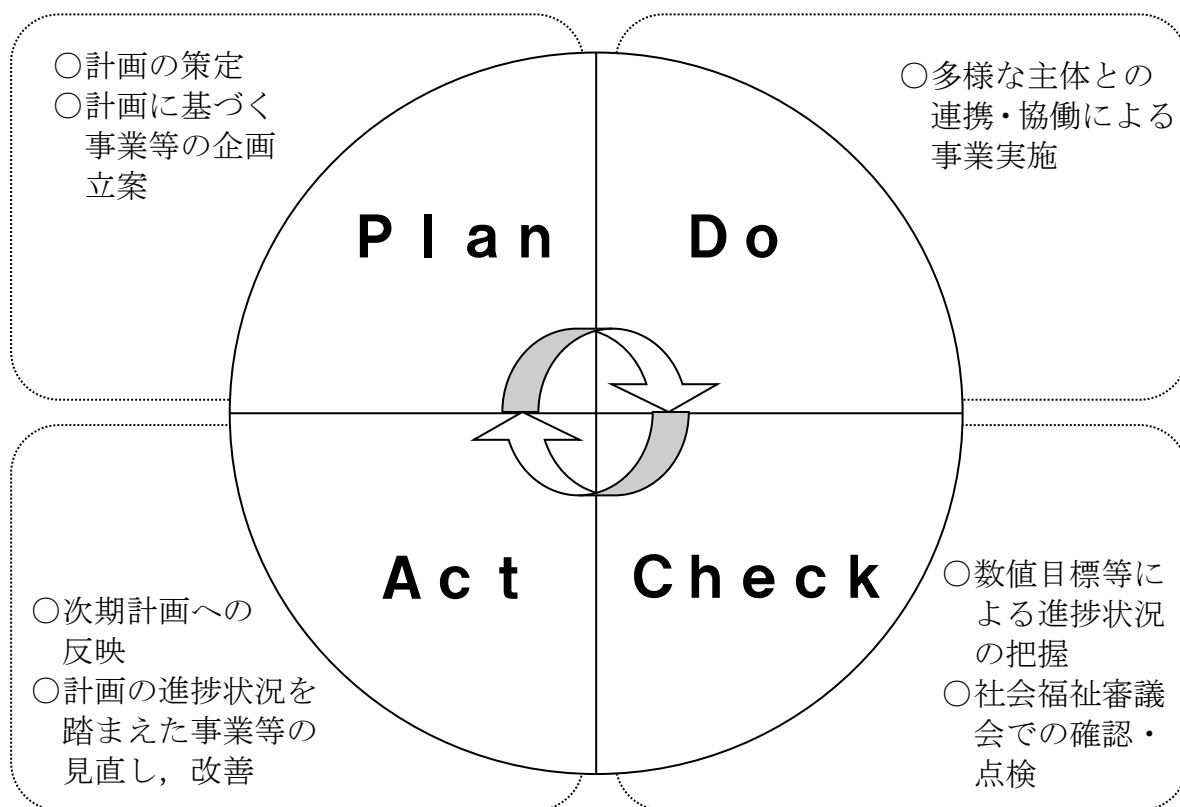 ○計画の策定
○計画に基づく
事業等の企画
立案
Plan
○多様な主体との
連携・協働による
事業実施
Do
Act
○次期計画への
反映
○計画の進捗状況を
踏まえた事業等の
見直し，改善
Check
○数値目標等に
よる進捗状況
の把握
○社会福祉審議
会での確認・
点検